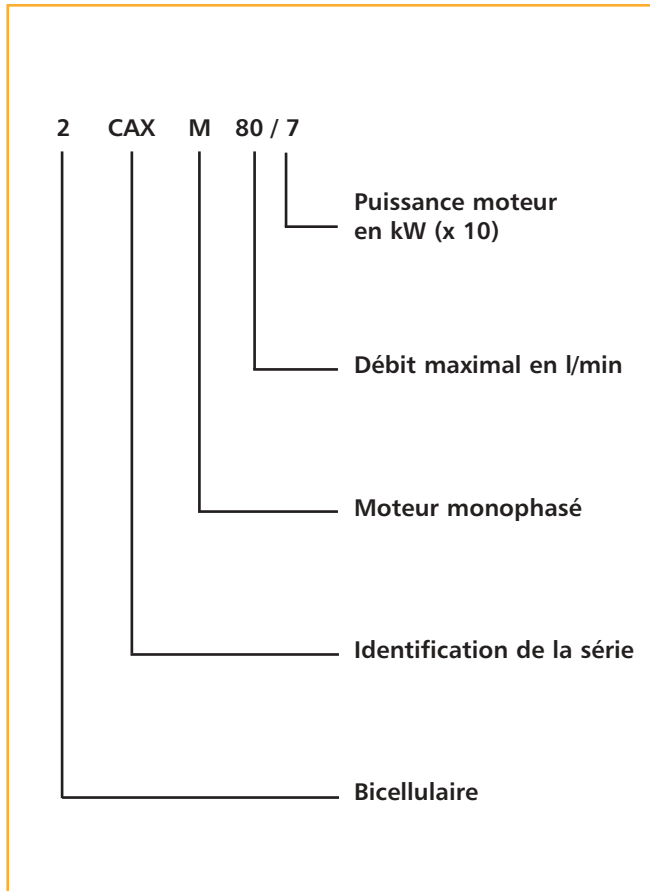 2 CAX M 80 / 7
Puissance moteur
en kW (x 10)
Débit maximal en l/min
Moteur monophasé
Identification de la série
Bicellulaire